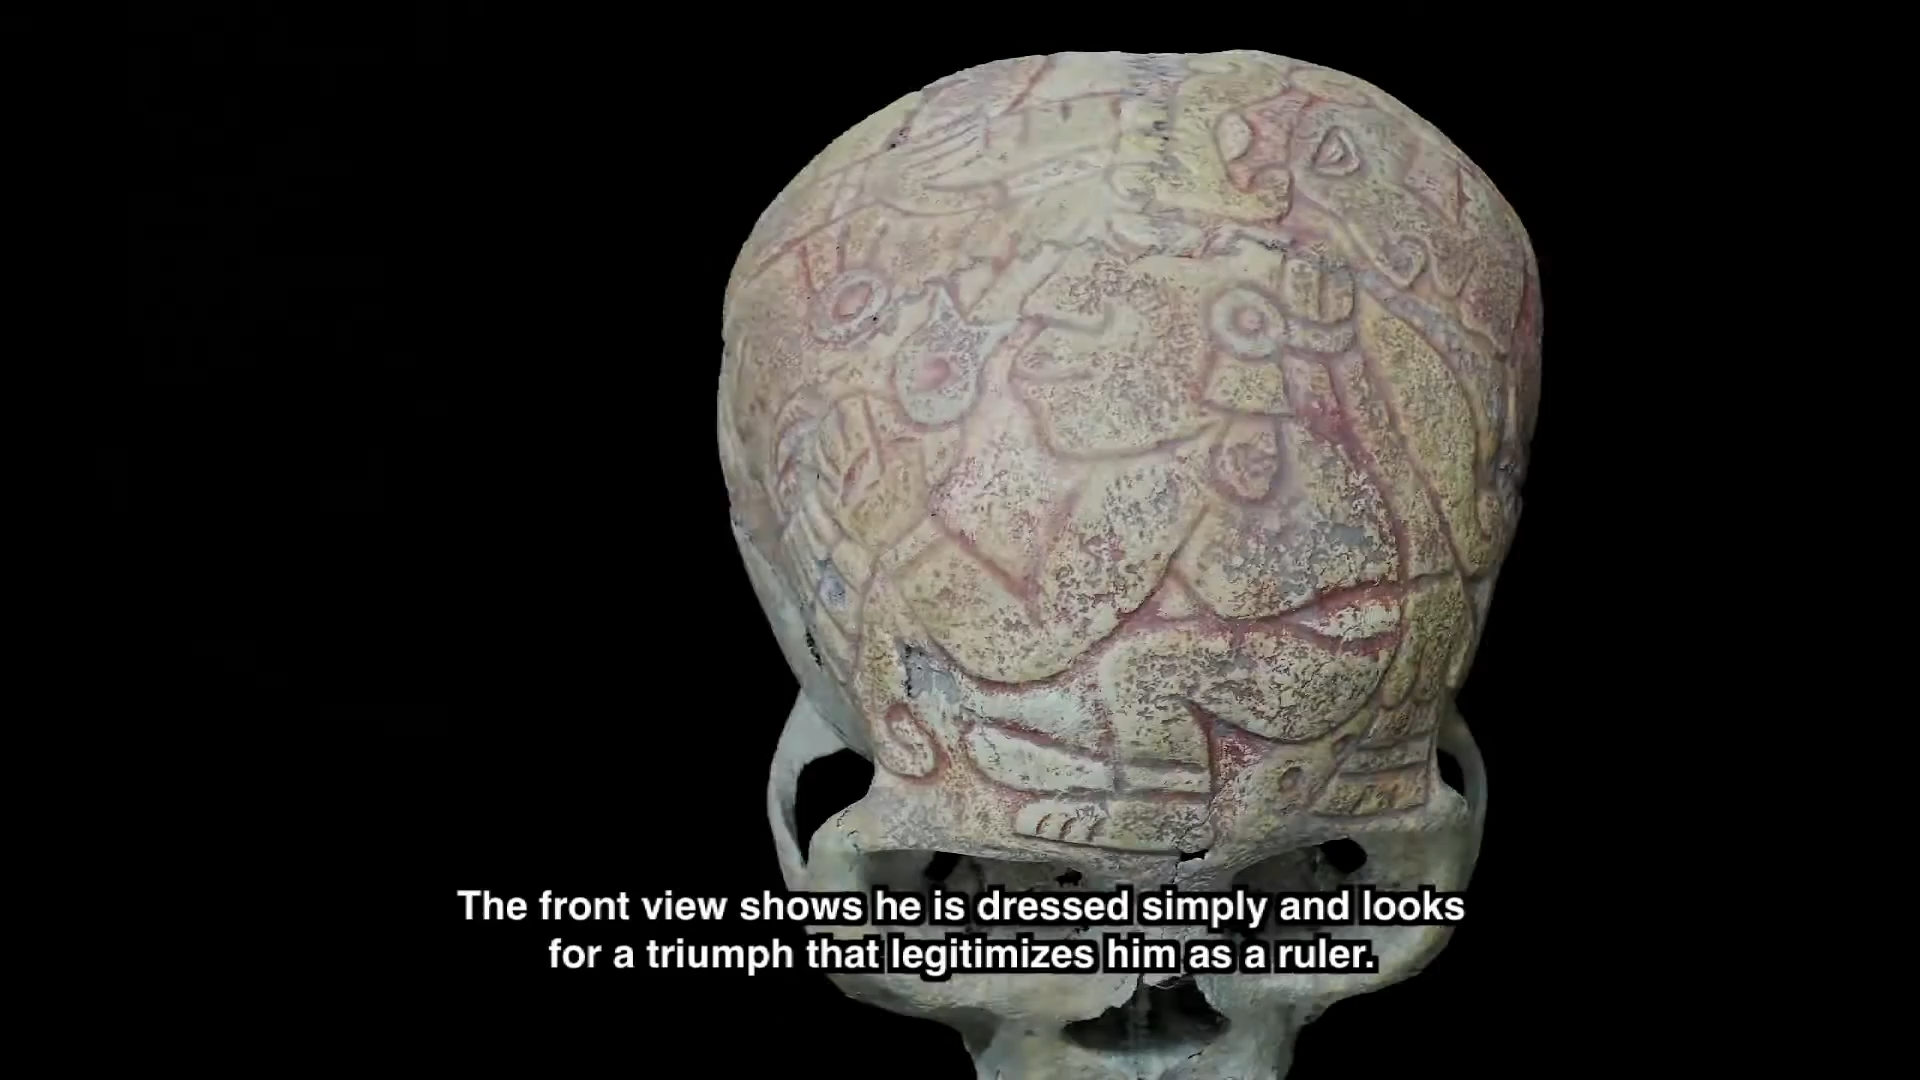 The front view shows he is dressed simply and looks
for a triumph that legitimizes him as a ruler.